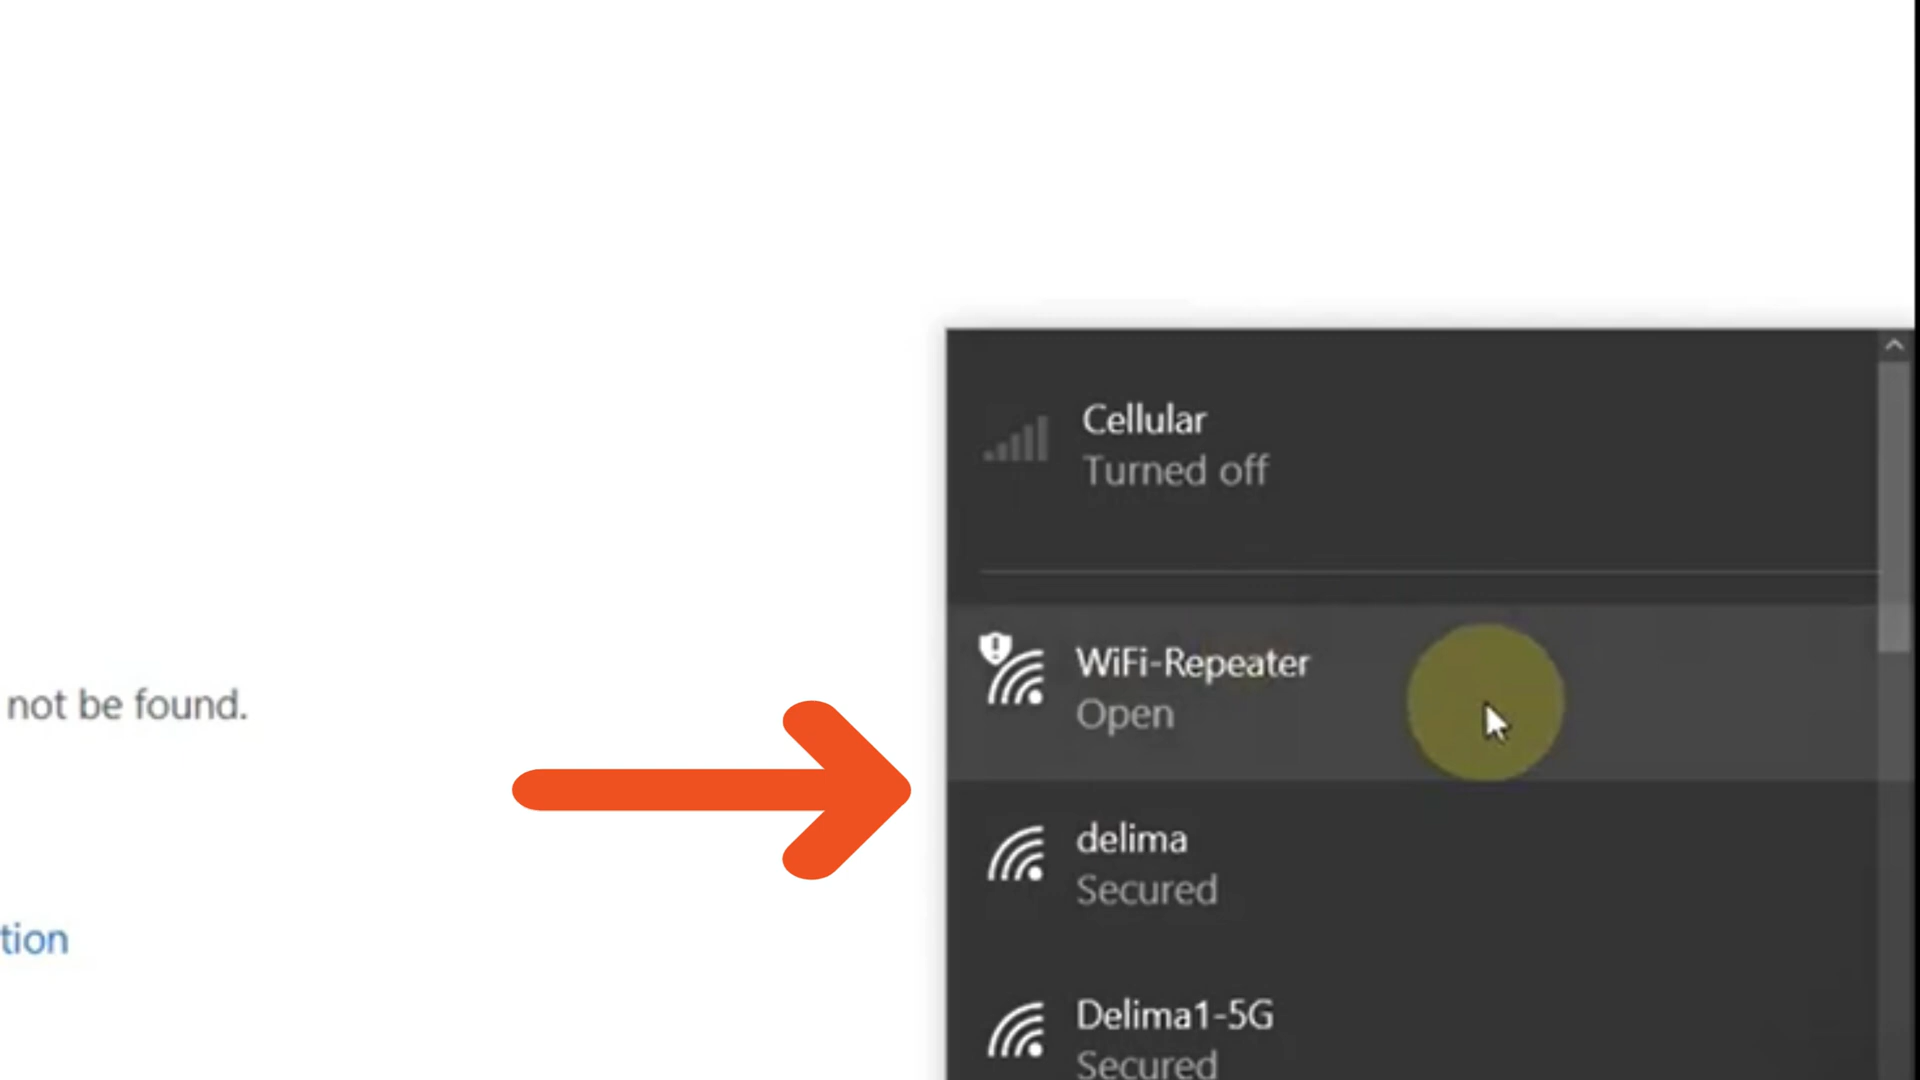 Cellular
Turned off
WiFi-Repeater
Open
not be found.
delima
Secured
tion
Delima1-5G
Secured